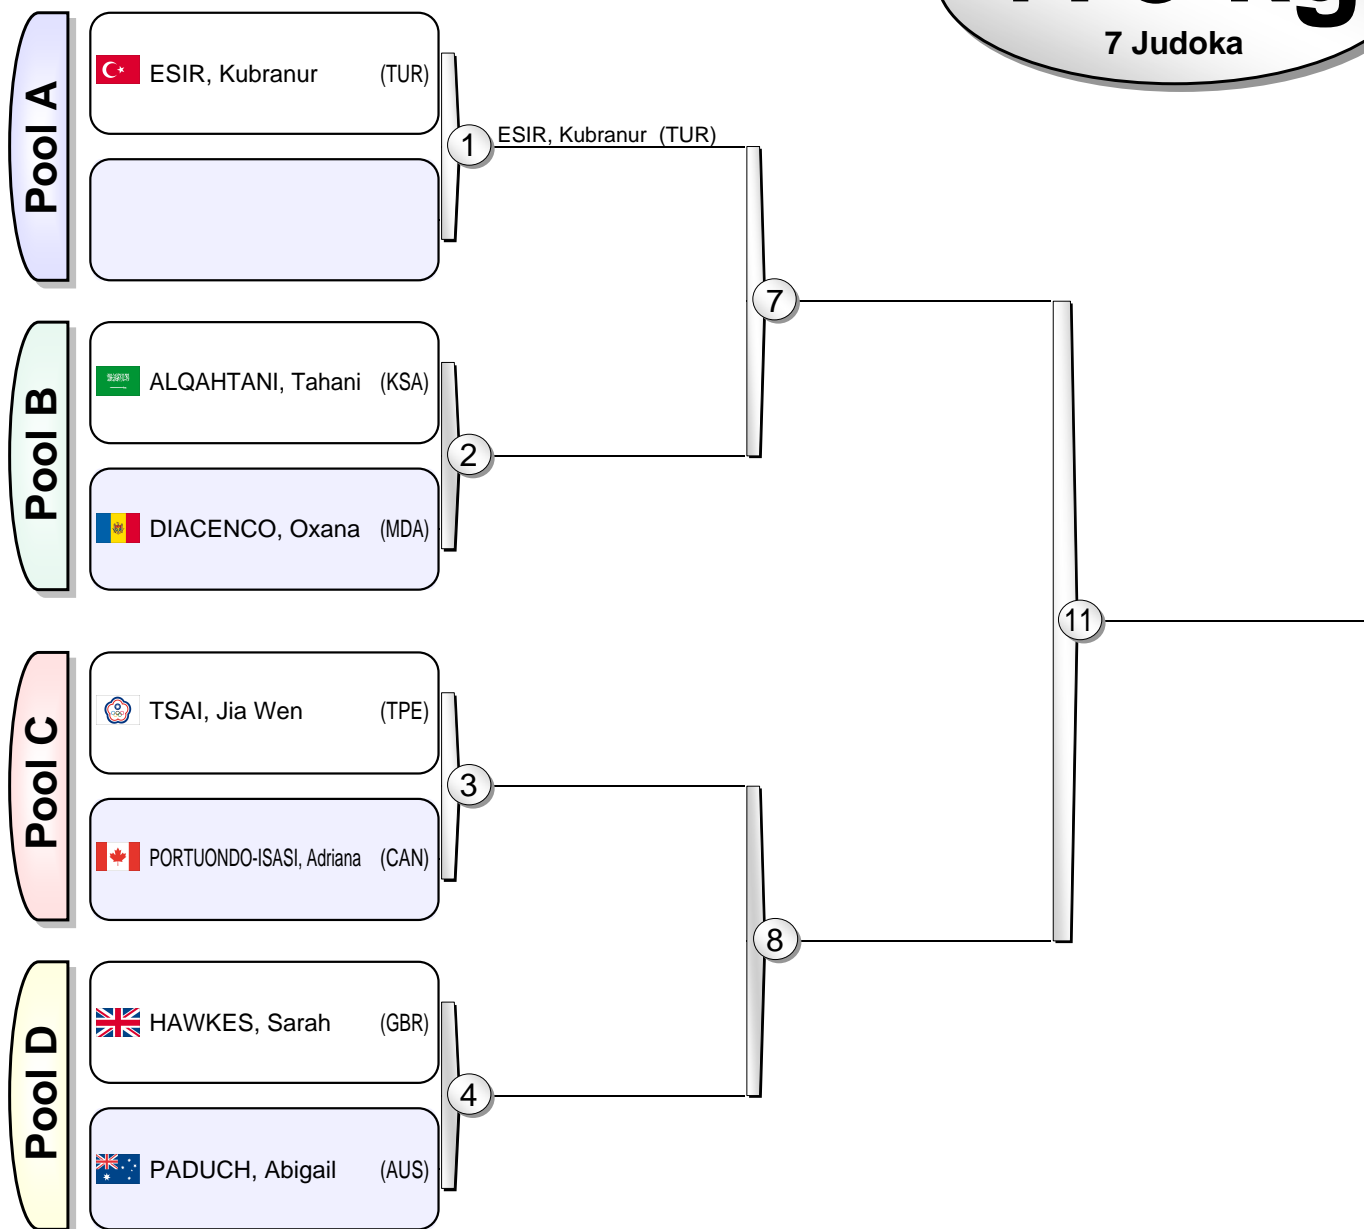 7 Judoka
Pool A
ESIR, Kubranur (TUR)
1
ESIR, Kubranur (TUR)
7
Pool B
ALQAHTANI, Tahani (KSA)
2
DIACENCO, Oxana (MDA)
11
Pool C
TSAI, Jia Wen (TPE)
3
PORTUONDO-ISASI, Adriana (CAN)
8
Pool D
HAWKES, Sarah (GBR)
4
PADUCH, Abigail (AUS)